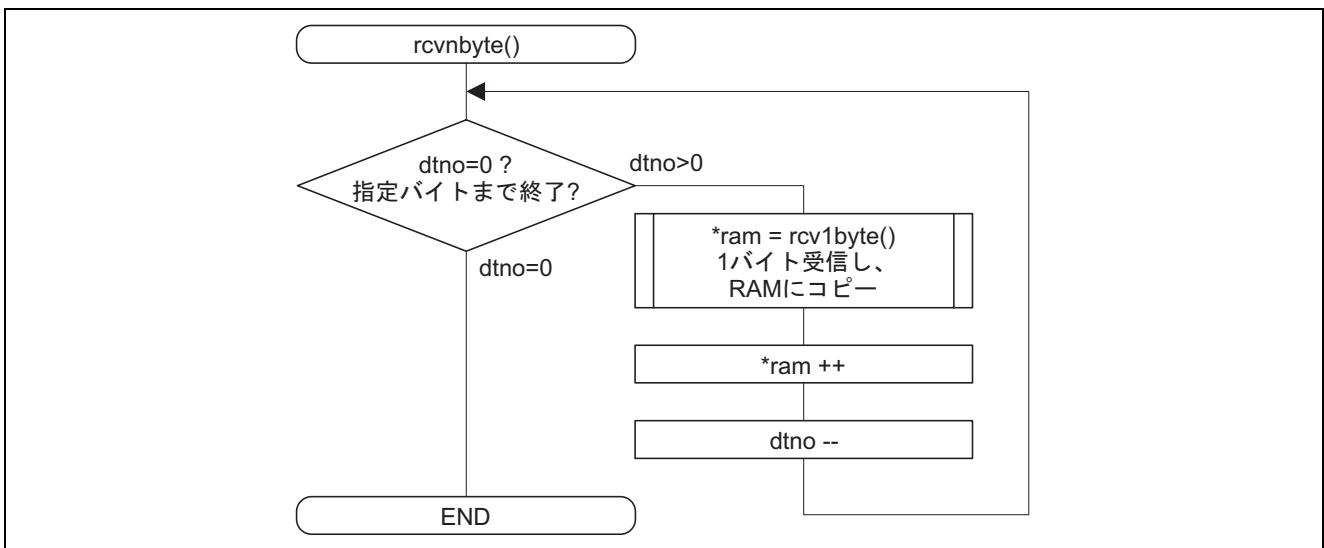 rcvnbyte()
dtno=0 ?
指定バイトまで終了?
dtno>0
*ram = rcv1byte()
1バイト受信し、
RAMにコピー
dtno=0
*ram ++
dtno --
END